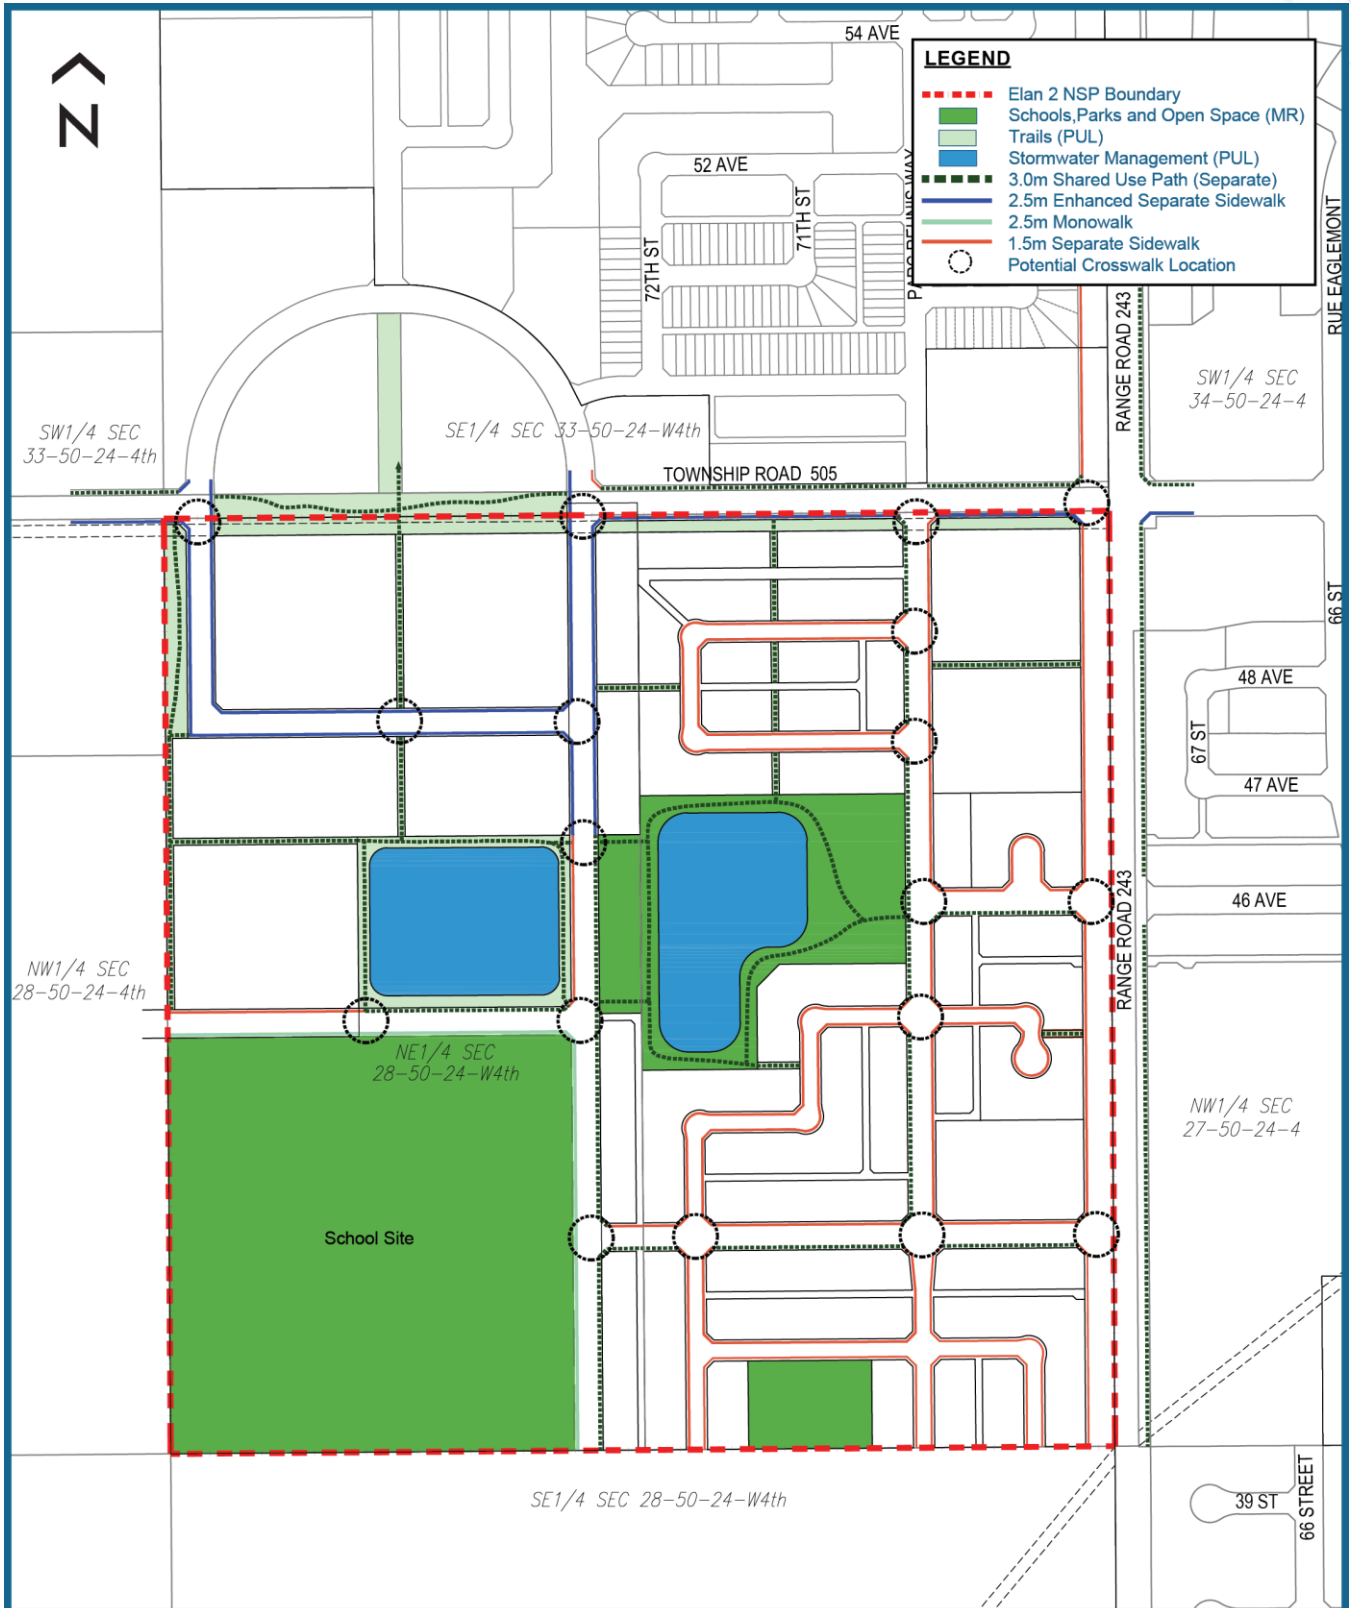 N
54 AVE
LEGEND
Elan 2 NSP Boundary
Schools,Parks and Open Space (MR)
Trails (PUL)
Stormwater Management (PUL)
3.0m Shared Use Path (Separate)
2.5m Enhanced Separate Sidewalk
2.5m Monowalk
1.5m Separate Sidewalk
Potential Crosswalk Location
52 AVE
71TH ST
72TH ST
RUE EAGLEMONT
RANGE ROAD 243
SW1/4 SEC
34-50-24-4
SW1/4 SEC
33-50-24-4th
SE1/4 SEC 33-50-24-W4th
TOWNSHIP ROAD 505
66 ST
48 AVE
67 ST
47 AVE
46 AVE
RANGE ROAD 243
NW1/4 SEC
28-50-24-4th
NE1/4 SEC
28-50-24-W4th
NW1/4 SEC
27-50-24-4
School Site
SE1/4 SEC 28-50-24-W4th
39 ST
66 STREET